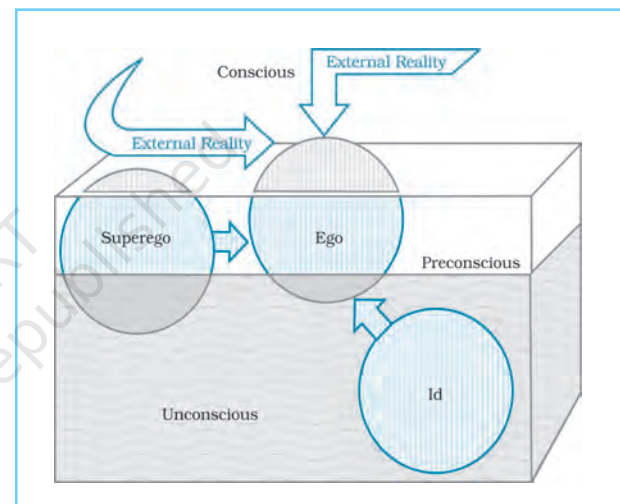 Conscious
External Reality
External Reality
Superego
Ego
Preconscious
Id
Unconscious